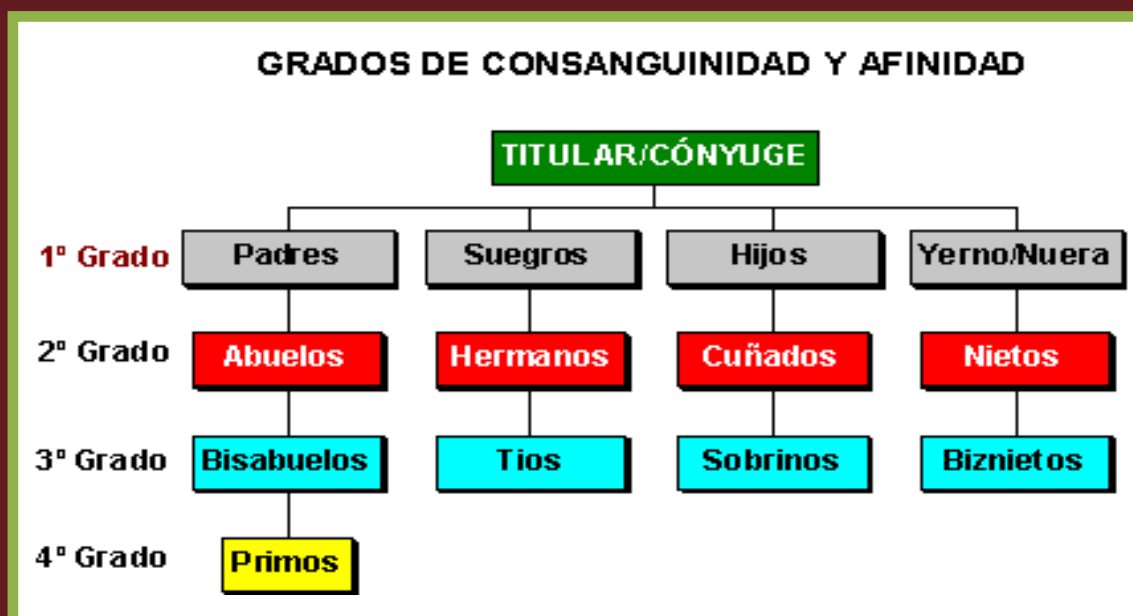 GRADOS DE CONSANGUINIDAD Y AFINIDAD
TITULAR/CÓNYUGE
1º Grado Padres Suegros Hijos Yerno/Nuera
2º Grado Abuelos Hermanos Cuñados Nietos
3º Grado Bisabuelos Tios Sobrinos Biznietos
4º Grado Primos